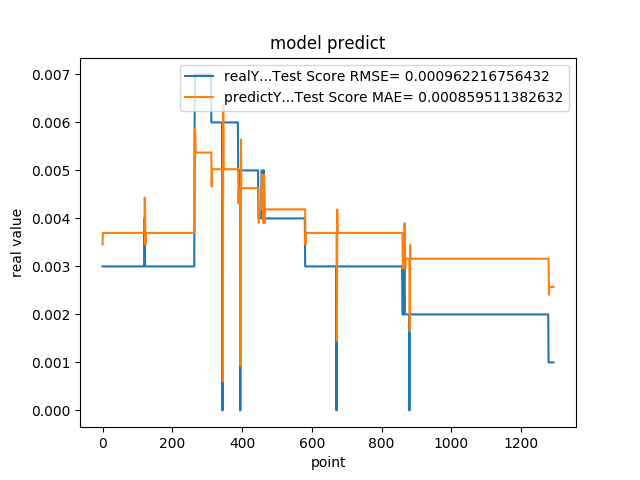 model predict
realY...Test Score RMSE= 0.000962216756432
predictY...Test Score MAE= 0.000859511382632
0.007
0.006
0.005
0.004
0.003
0.002
0.001
0.000
real value
0 200 400 600 800 1000 1200
point